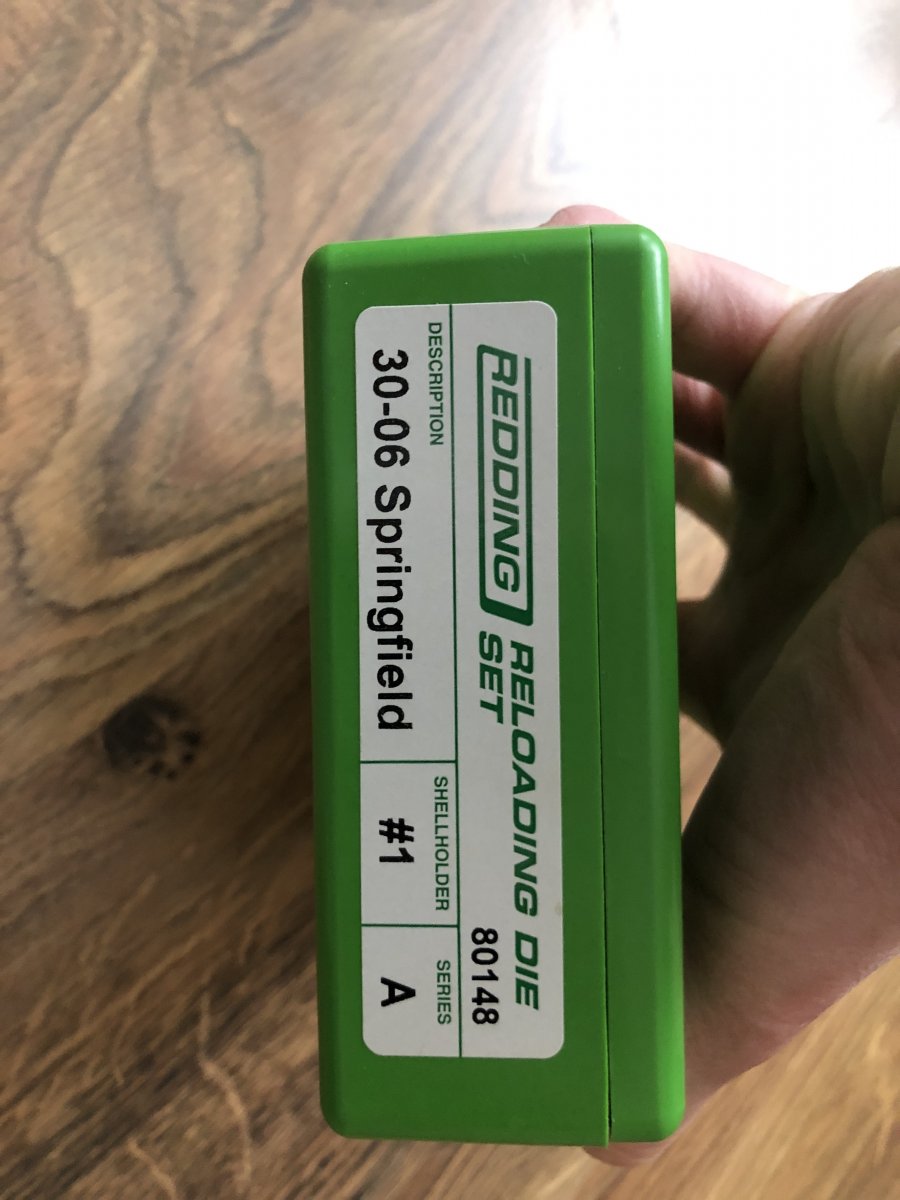 REDDING RELOADING DIE
SET
80148
DESCRIPTION
30-06 Springfield
SHELLHOLDER
#1
SERIES
A